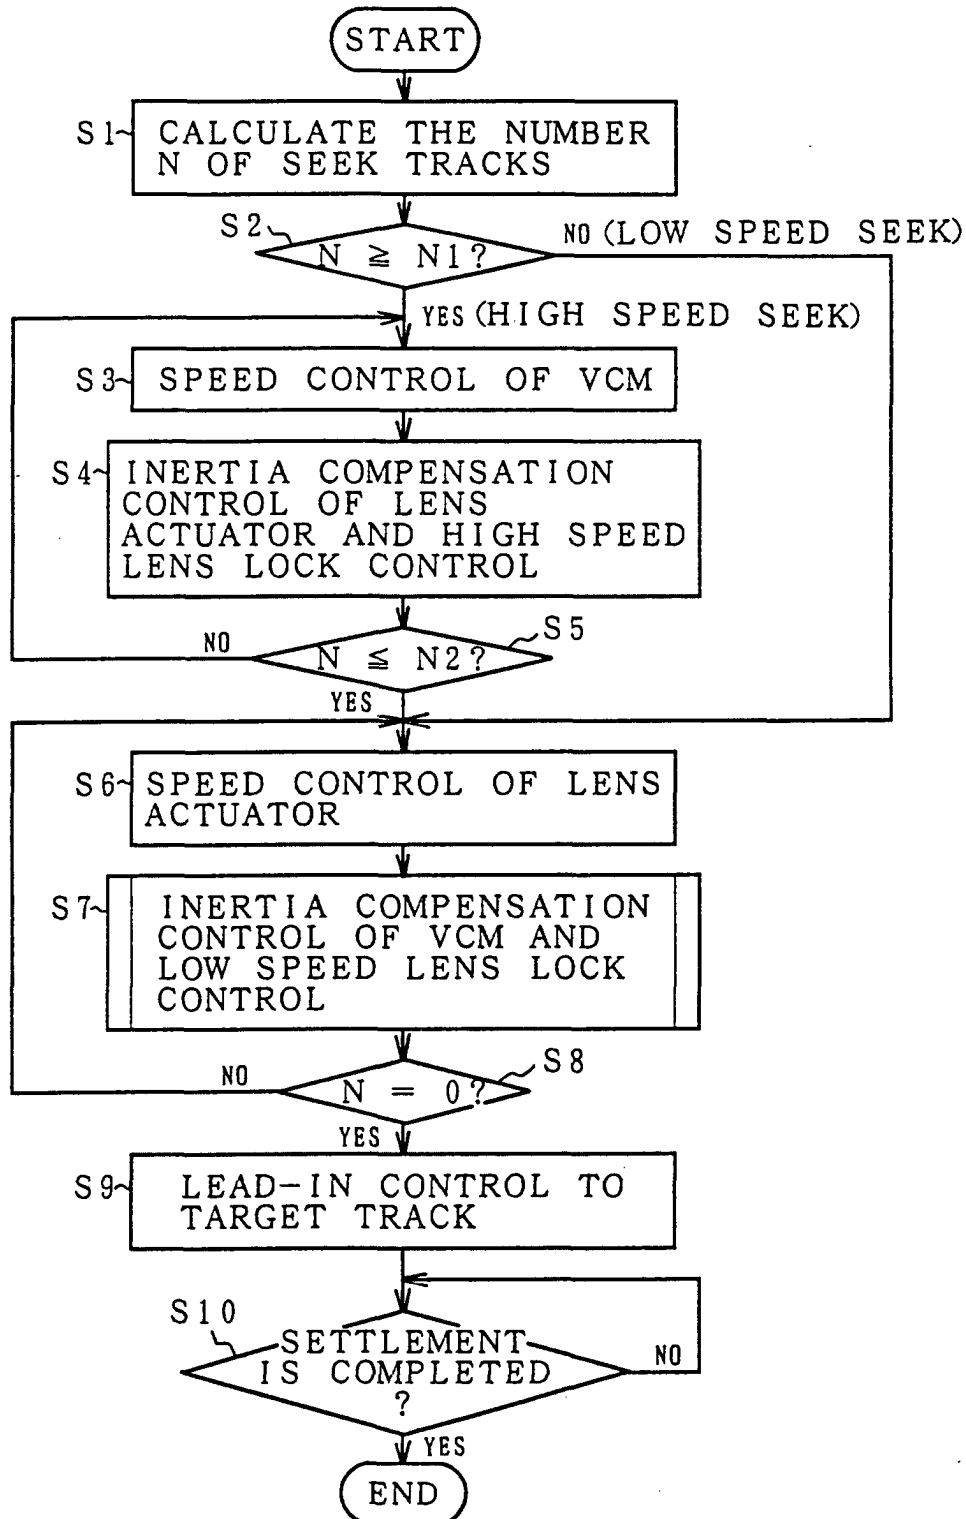 START
S1
CALCULATE THE NUMBER
N OF SEEK TRACKS
S2
N ≧ N1?
NO (LOW SPEED SEEK)
YES (HIGH SPEED SEEK)
S3
SPEED CONTROL OF VCM
S4
INERTIA COMPENSATION
CONTROL OF LENS
ACTUATOR AND HIGH SPEED
LENS LOCK CONTROL
S5
NO
N ≦ N2?
YES
S6
SPEED CONTROL OF LENS
ACTUATOR
S7
INERTIA COMPENSATION
CONTROL OF VCM AND
LOW SPEED LENS LOCK
CONTROL
S8
NO
N = 0?
YES
S9
LEAD-IN CONTROL TO
TARGET TRACK
S10
SETTLEMENT
IS COMPLETED
?
NO
YES
END